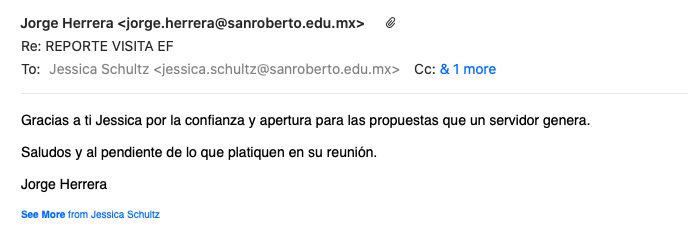 Jorge Herrera <jorge.herrera@sanroberto.edu.mx>
Re: REPORTE VISITA EF
To: Jessica Schultz <jessica.schultz@sanroberto.edu.mx> Cc: & 1 more
Gracias a ti Jessica por la confianza y apertura para las propuestas que un servidor genera.
Saludos y al pendiente de lo que platiquen en su reunión.
Jorge Herrera
See More from Jessica Schultz